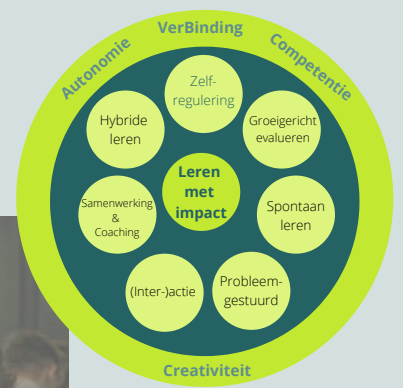 VerBinding
Autonomie
Competentie
Zelf-
regulering
Hybride
leren
Groeigericht
evalueren
Leren
met
impact
Samenwerking
&
Coaching
Spontaan
leren
(Inter-)actie
Probleem-
gestuurd
Creativiteit